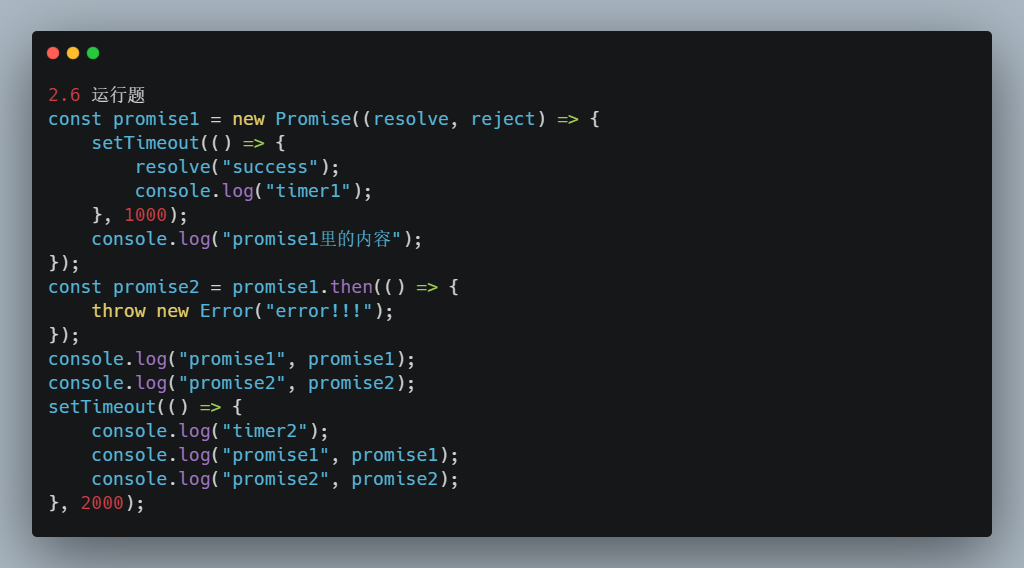 2.6 运行题
const promise1 = new Promise((resolve, reject) => {
    setTimeout(() => {
        resolve("success");
        console.log("timer1");
    }, 1000);
    console.log("promise1里的内容");
});
const promise2 = promise1.then(() => {
    throw new Error("error!!!");
});
console.log("promise1", promise1);
console.log("promise2", promise2);
setTimeout(() => {
    console.log("timer2");
    console.log("promise1", promise1);
    console.log("promise2", promise2);
}, 2000);